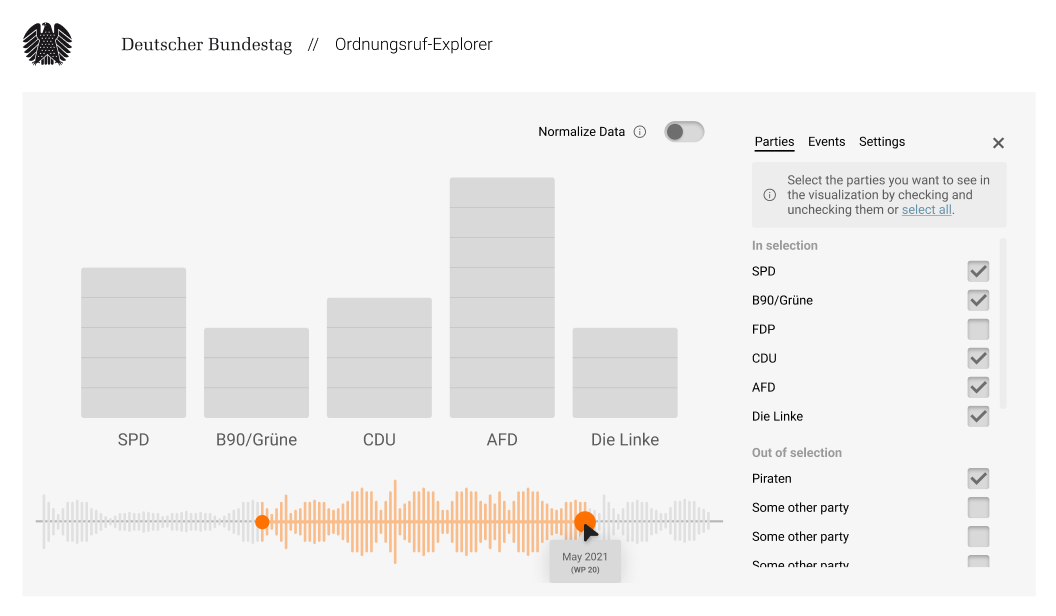 Deutscher Bundestag // Ordnungsruf-Explorer
Normalize Data
Parties Events Settings
Select the parties you want to see in
the visualization by checking and
unchecking them or select all.
In selection
SPD
B90/Grüne
FDP
CDU
AFD
Die Linke
Out of selection
Piraten
Some other party
Some other party
Some other party
SPD B90/Grüne CDU AFD Die Linke
May 2021
(WP 20)